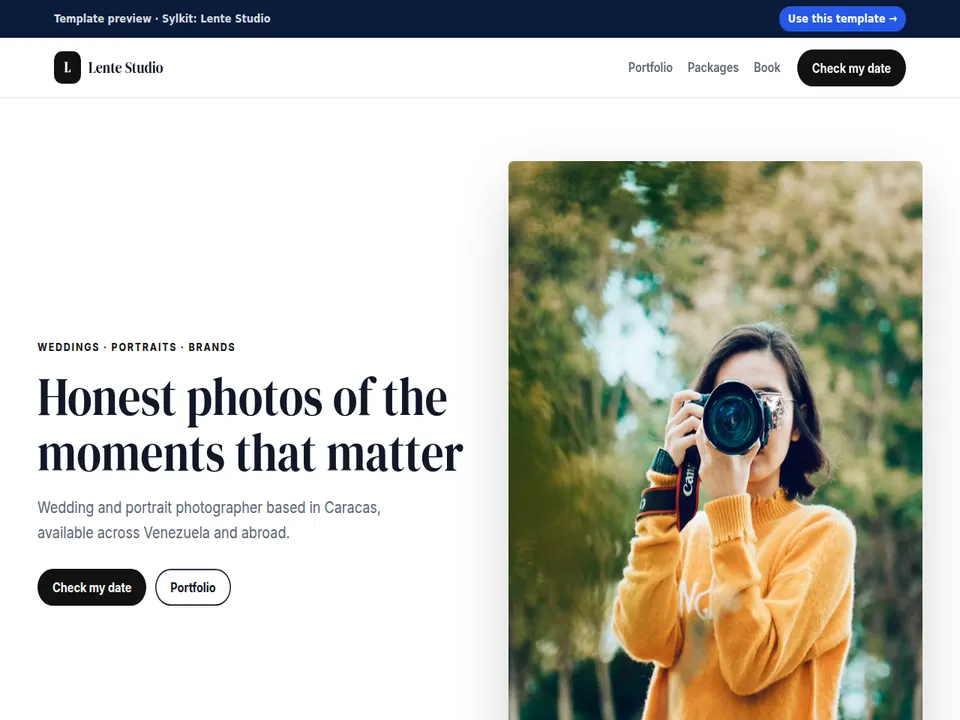 Template preview · Sylkit: Lente Studio
Use this template →
L
Lente Studio
Portfolio
Packages
Book
Check my date
WEDDINGS · PORTRAITS · BRANDS
Honest photos of the
moments that matter
Wedding and portrait photographer based in Caracas,
available across Venezuela and abroad.
Check my date
Portfolio
Canon